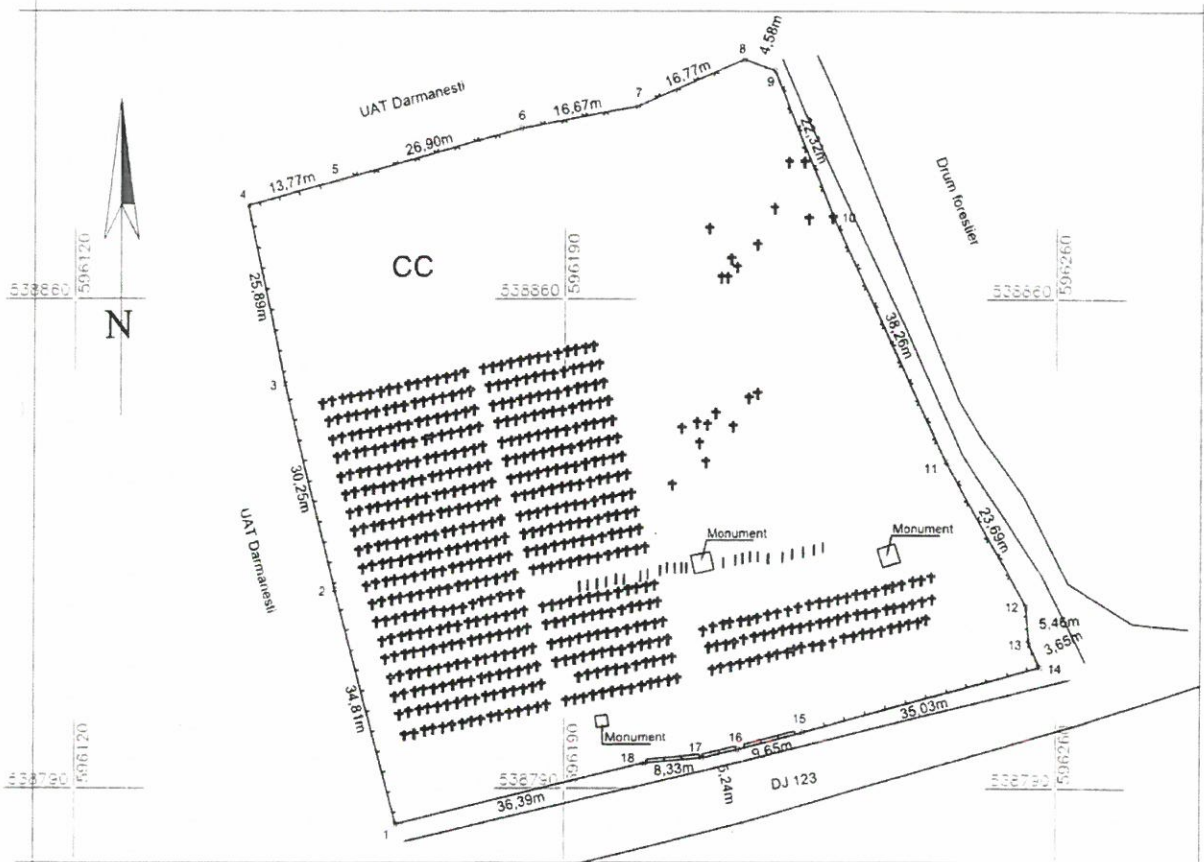 8
4,58m
9
UAT Darmanesti
16,77m
7
16,67m
6
26,90m
5
13,77m
4
22,32m
Drum forestier
10
CC
596120
596190
596260
538860
538860
538860
N
25,89m
3
38,26m
30,25m
11
23,69m
UAT Darmanesti
Monument
Monument
2
12
5,46m
13
3,65m
14
34,81m
35,03m
15
16
9,65m
17
18
8,33m
5,24m
Monument
DJ 123
596120
596190
596260
538790
538790
538790
36,39m
1